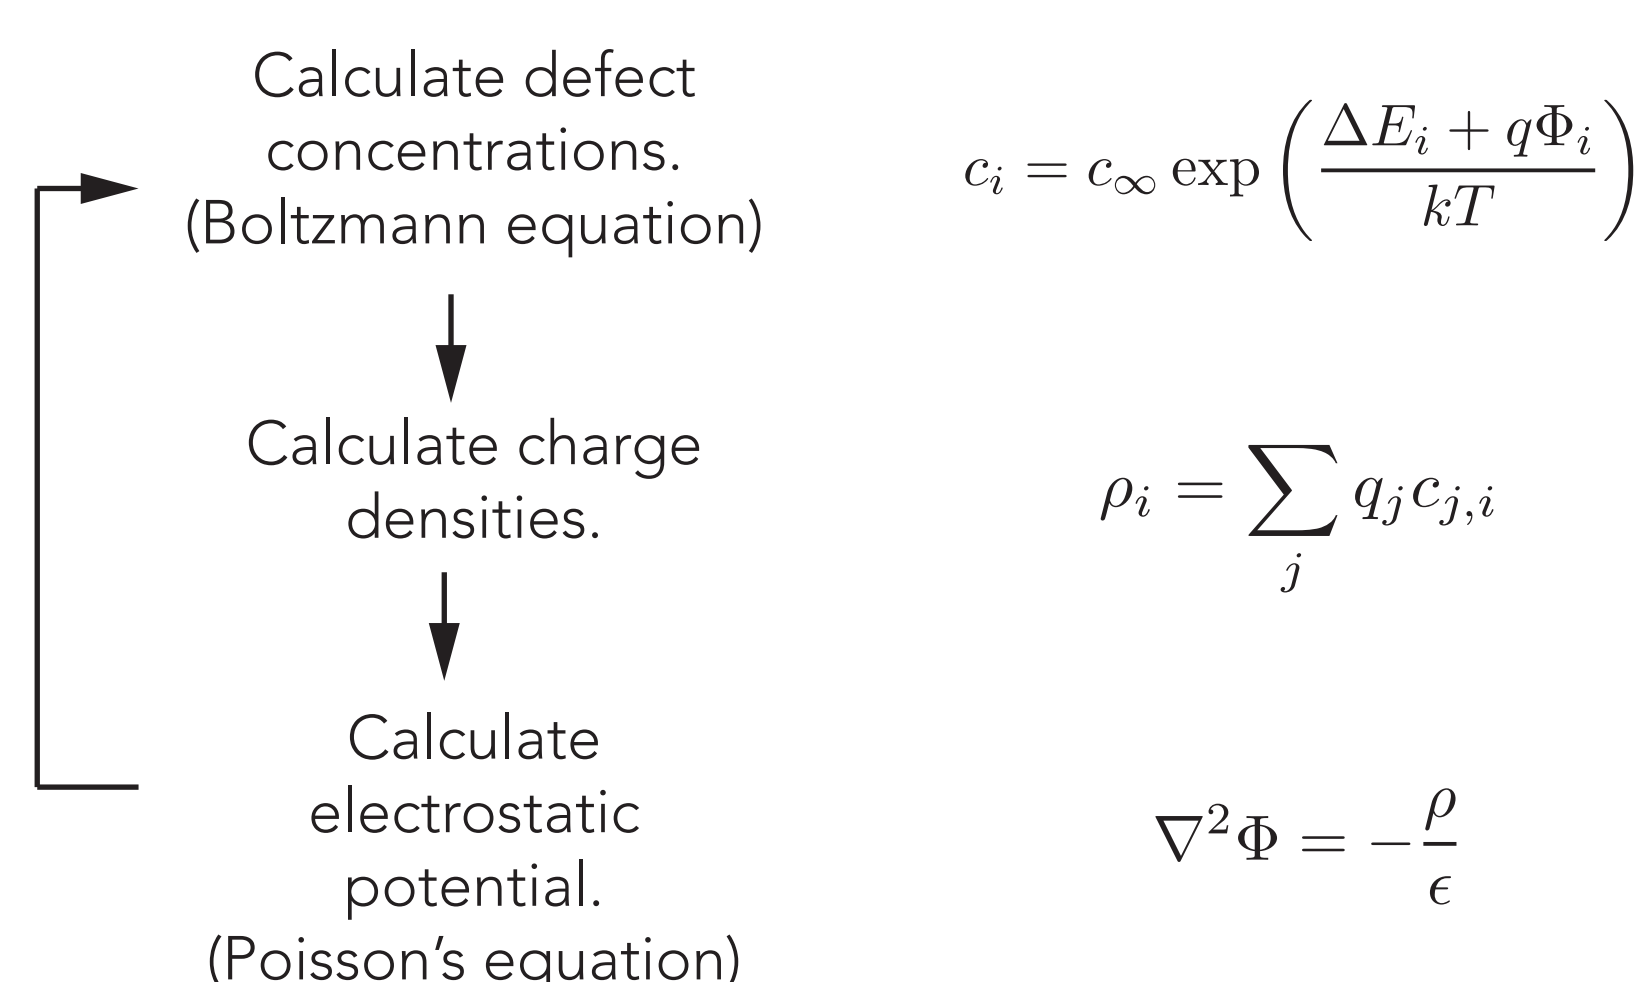 Calculate defect
concentrations.
(Boltzmann equation)
c_i = c_∞ exp ( (ΔE_i + qΦ_i) / kT )
Calculate charge
densities.
ρ_i = ∑_j q_j c_{j,i}
Calculate
electrostatic
potential.
(Poisson’s equation)
∇²Φ = − ρ / ϵ